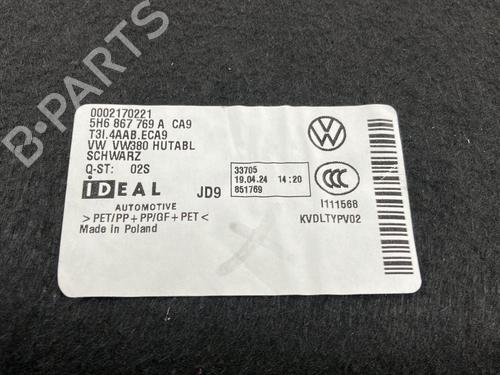 0002170221
5H6 867 769 A CA9
T3I.4AAB.ECA9
VW VW380 HUTABL
SCHWARZ
Q-ST: 02S
IDEAL
AUTOMOTIVE
JD9
33705
19.04.24 14:20
851769
>PET/PP+PP/GF+PET<
Made in Poland
CCC
I111568
KVDLTYPV02
B-PARTS